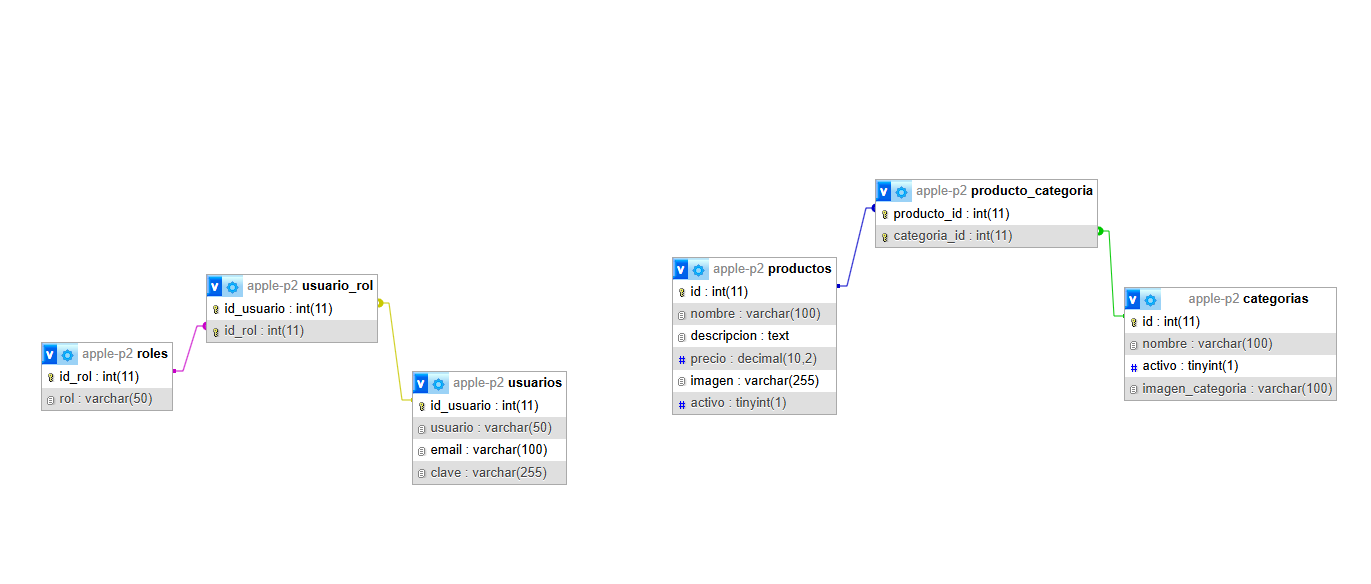 apple-p2 roles
id_rol : int(11)
rol : varchar(50)
apple-p2 usuario_rol
id_usuario : int(11)
id_rol : int(11)
apple-p2 usuarios
id_usuario : int(11)
usuario : varchar(50)
email : varchar(100)
clave : varchar(255)
apple-p2 productos
id : int(11)
nombre : varchar(100)
descripcion : text
# precio : decimal(10,2)
imagen : varchar(255)
# activo : tinyint(1)
apple-p2 producto_categoria
producto_id : int(11)
categoria_id : int(11)
apple-p2 categorias
id : int(11)
nombre : varchar(100)
# activo : tinyint(1)
imagen_categoria : varchar(100)